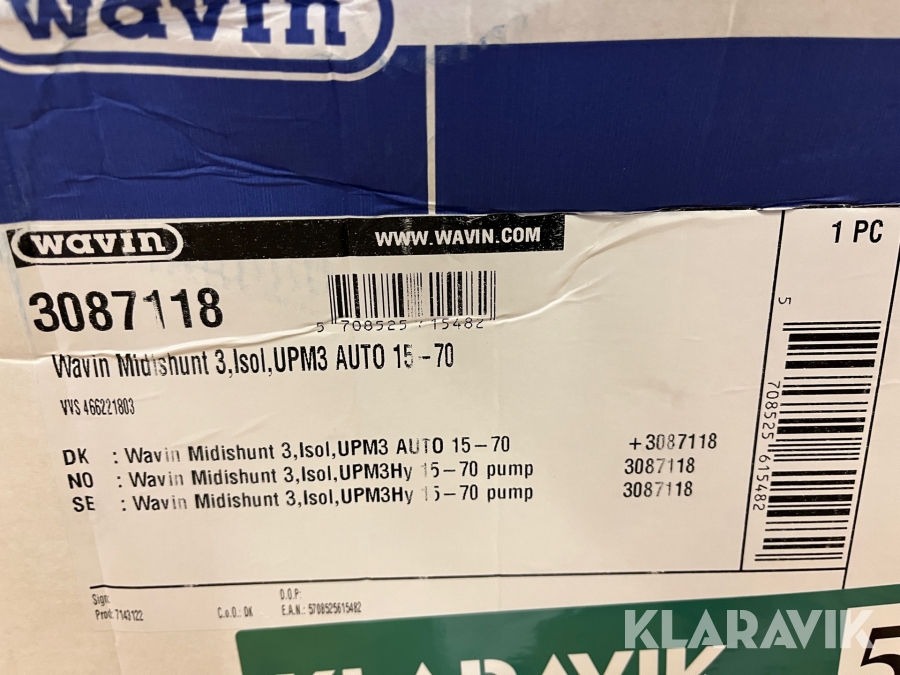 wavin
wavin WWW.WAVIN.COM 1 PC
3087118
5 708525 615482
Wavin Midishunt 3,Isol,UPM3 AUTO 15-70
VVS 466221803
DK : Wavin Midishunt 3,Isol,UPM3 AUTO 15-70 +3087118
NO : Wavin Midishunt 3,Isol,UPM3Hy 15-70 pump 3087118
SE : Wavin Midishunt 3,Isol,UPM3Hy 15-70 pump 3087118
5 708525 615482
Sign:
Prod: 7143122 C.o.O.: DK
D.O.P:
E.A.N.: 5708525615482
KLARAVIK
KLARAVIK
5